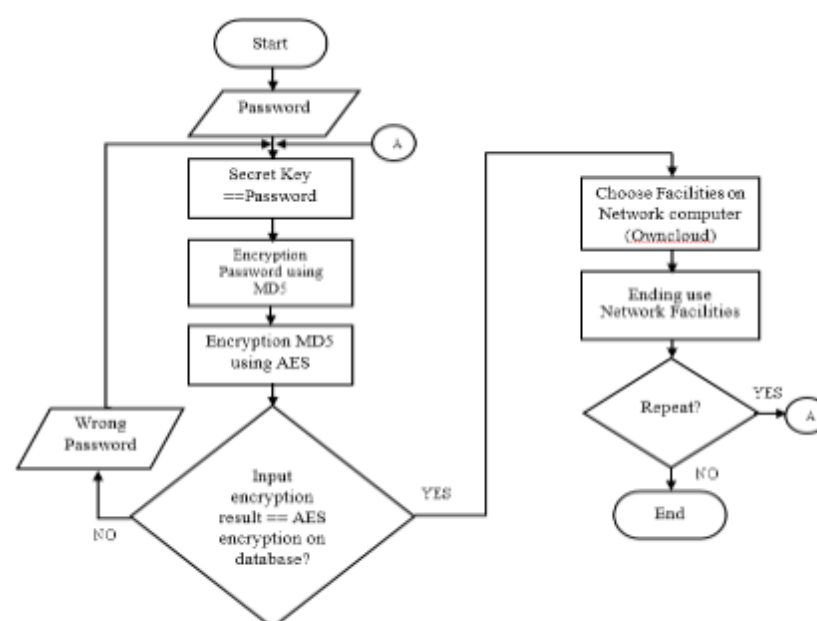 Start
Password
A
Secret Key
==Password
Encryption
Password using
MD5
Encryption MD5
using AES
Wrong
Password
Input
encryption
result == AES
encryption on
database?
NO
YES
Choose Facilities on
Network computer
(Owncloud)
Ending use
Network Facilities
Repeat?
YES
A
NO
End